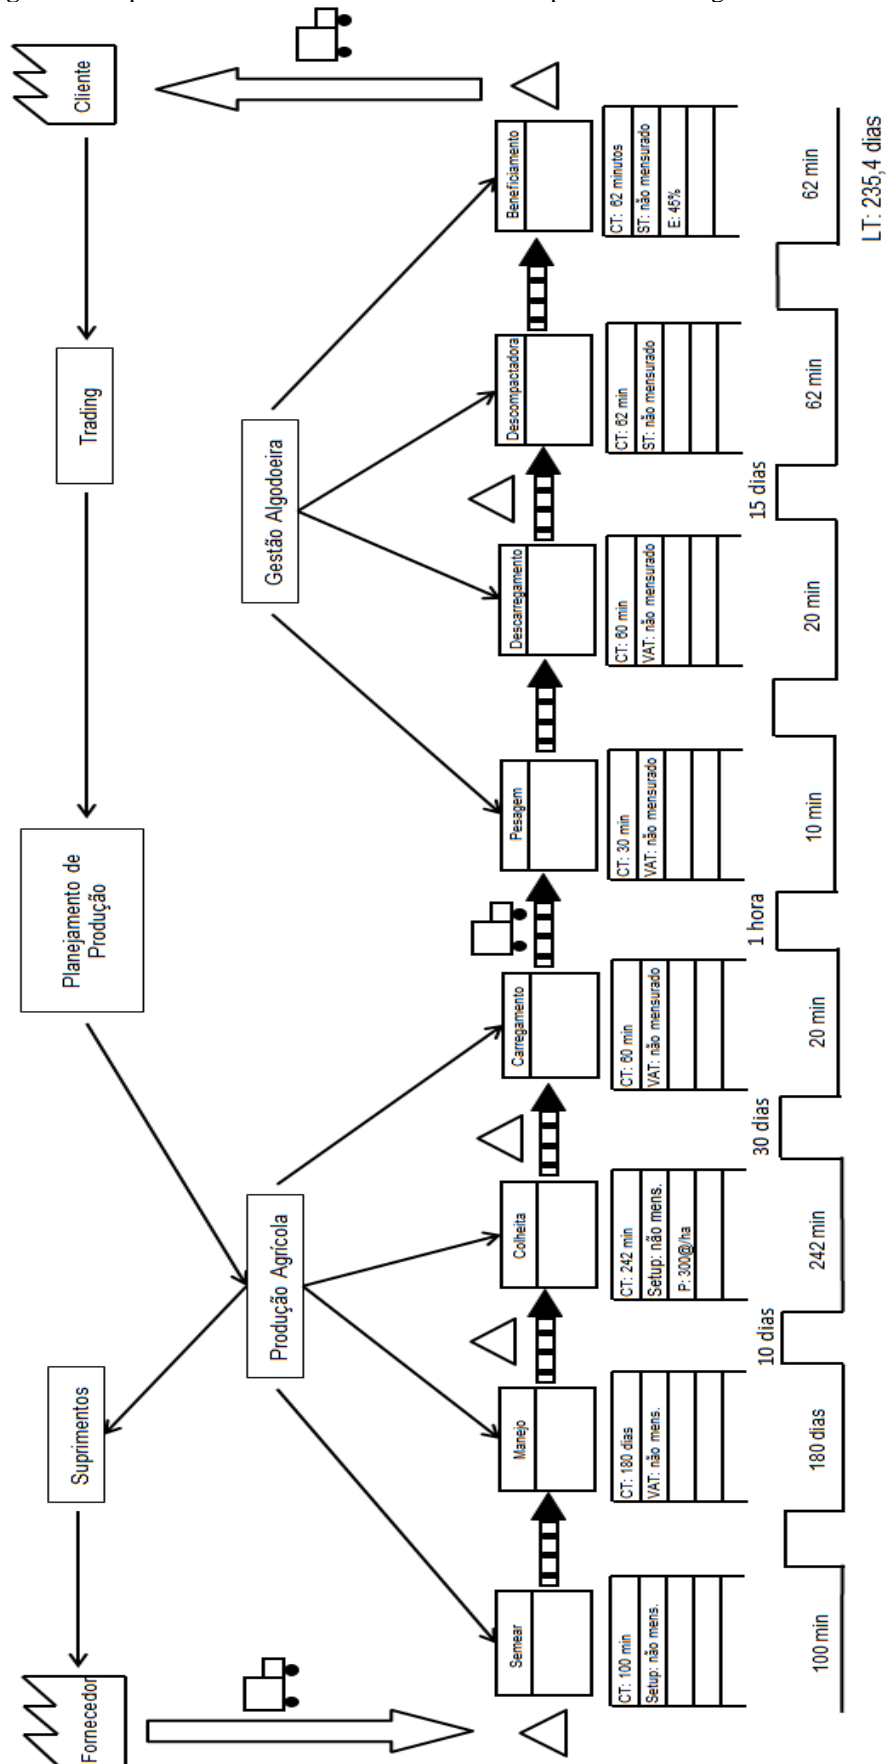 Fornecedor
Suprimentos
Planejamento de
Produção
Trading
Cliente
Produção Agrícola
Gestão Algodoeira
Semear
Manejo
Colheita
Carregamento
Pesagem
Descarregamento
Descompactadora
Beneficiamento
CT: 100 min
Setup: não mens.
CT: 180 dias
VAT: não mens.
CT: 242 min
Setup: não mens.
P: 300@/ha
CT: 60 min
VAT: não mensurado
CT: 30 min
VAT: não mensurado
CT: 60 min
VAT: não mensurado
CT: 62 min
ST: não mensurado
CT: 62 minutos
ST: não mensurado
E: 45%
100 min
180 dias
10 dias
242 min
30 dias
20 min
1 hora
10 min
20 min
15 dias
62 min
62 min
LT: 235,4 dias